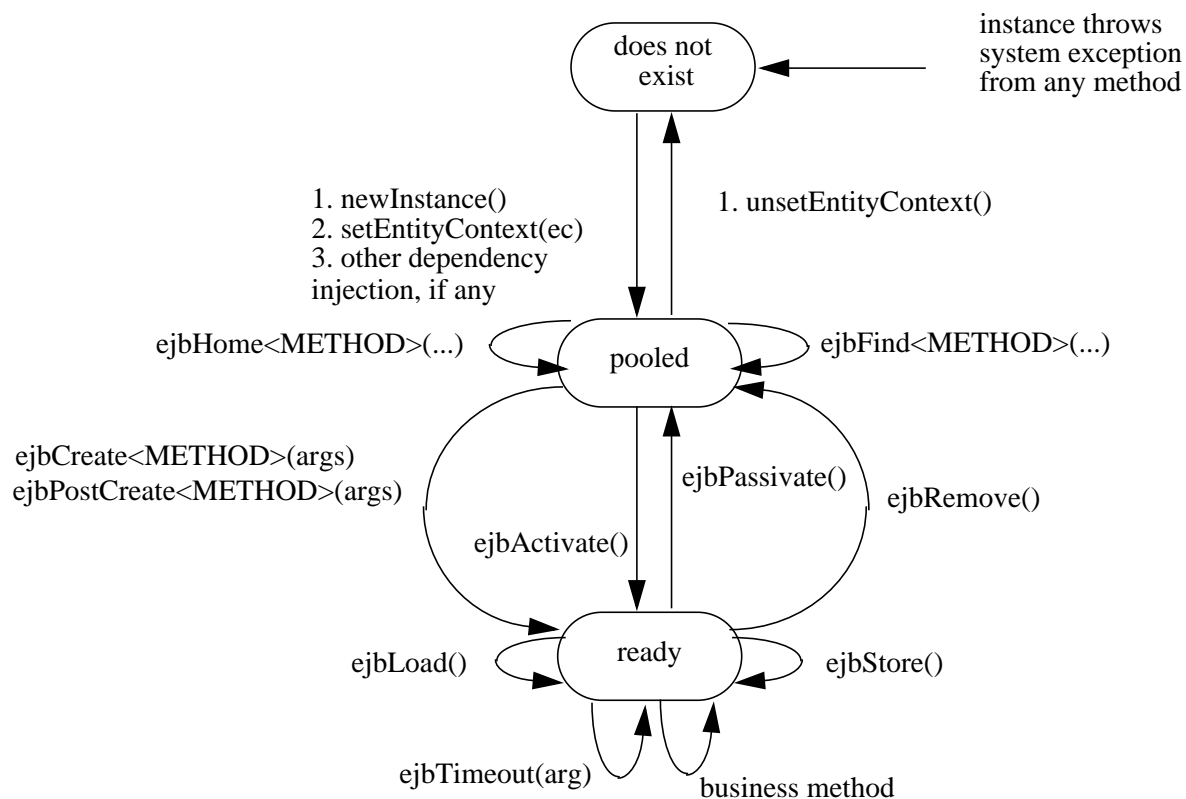 does not
exist
instance throws
system exception
from any method
1. newInstance()
2. setEntityContext(ec)
3. other dependency
injection, if any
1. unsetEntityContext()
ejbHome<METHOD>(...)
pooled
ejbFind<METHOD>(...)
ejbCreate<METHOD>(args)
ejbPostCreate<METHOD>(args)
ejbPassivate()
ejbRemove()
ejbActivate()
ejbLoad()
ready
ejbStore()
ejbTimeout(arg)
business method